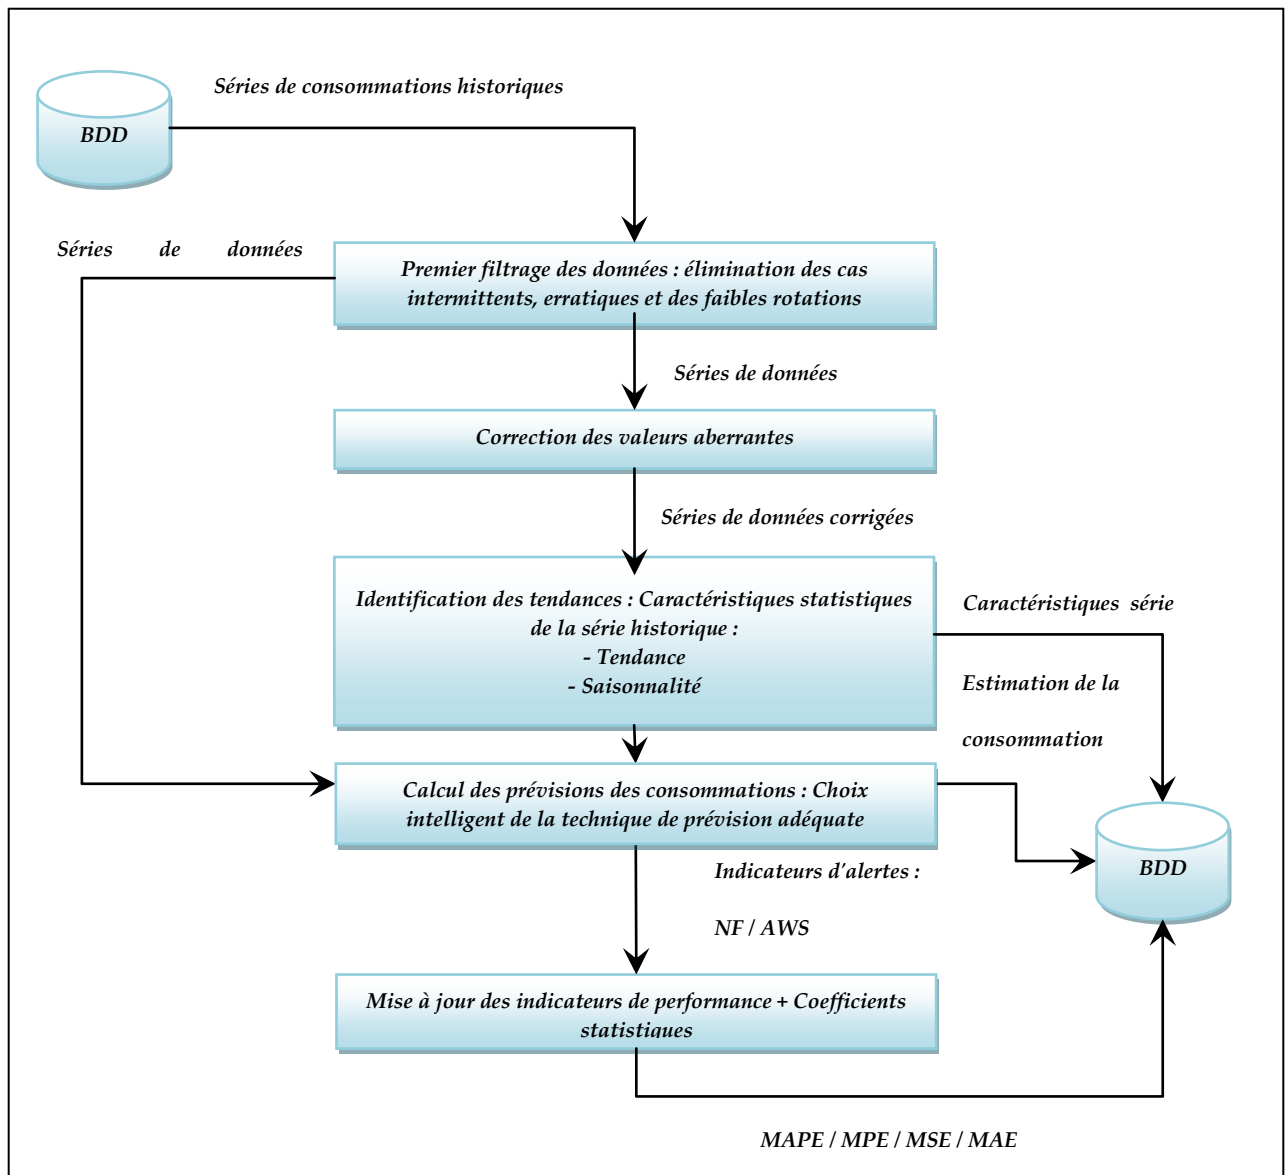 Séries de consommations historiques
BDD
Séries de données
Premier filtrage des données : élimination des cas
intermittents, erratiques et des faibles rotations
Séries de données
Correction des valeurs aberrantes
Séries de données corrigées
Identification des tendances : Caractéristiques statistiques
de la série historique :
- Tendance
- Saisonnalité
Caractéristiques série
Estimation de la
consommation
Calcul des prévisions des consommations : Choix
intelligent de la technique de prévision adéquate
BDD
Indicateurs d'alertes :
NF / AWS
Mise à jour des indicateurs de performance + Coefficients
statistiques
MAPE / MPE / MSE / MAE